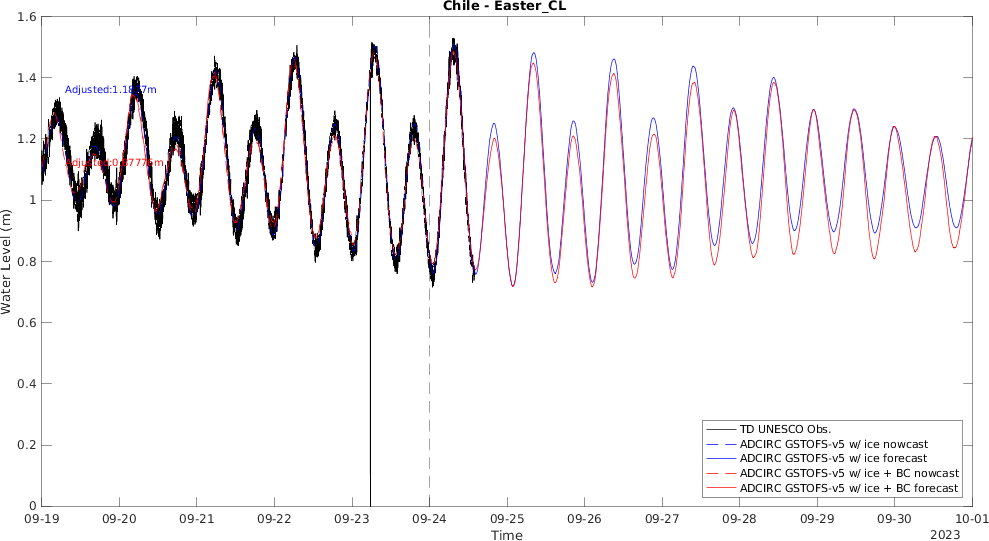 Chile - Easter_CL
1.6
1.4
1.2
1
0.8
0.6
0.4
0.2
0
Water Level (m)
09-19
09-20
09-21
09-22
09-23
09-24
09-25
09-26
09-27
09-28
09-29
09-30
10-01
Time
2023
TD UNESCO Obs.
ADCIRC GSTOFS-v5 w/ ice nowcast
ADCIRC GSTOFS-v5 w/ ice forecast
ADCIRC GSTOFS-v5 w/ ice + BC nowcast
ADCIRC GSTOFS-v5 w/ ice + BC forecast